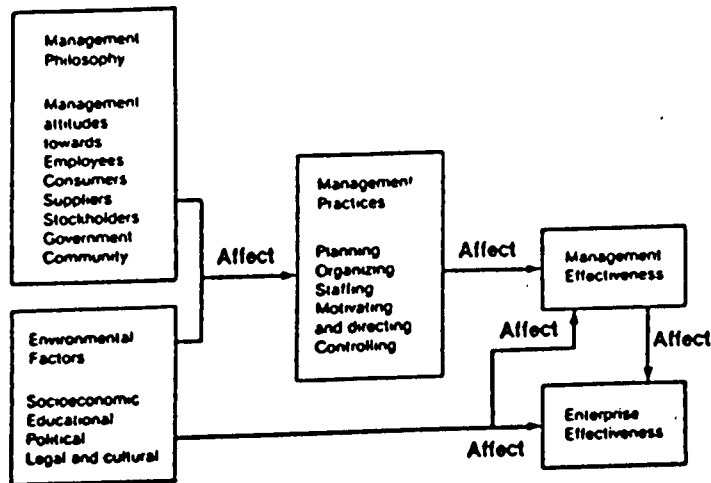 Management
Philosophy
Management
attitudes
towards
Employees
Consumers
Suppliers
Stockholders
Government
Community
Environmental
Factors
Socioeconomic
Educational
Political
Legal and cultural
Affect
Management
Practices
Planning
Organizing
Staffing
Motivating
and directing
Controlling
Affect
Management
Effectiveness
Affect
Affect
Affect
Enterprise
Effectiveness